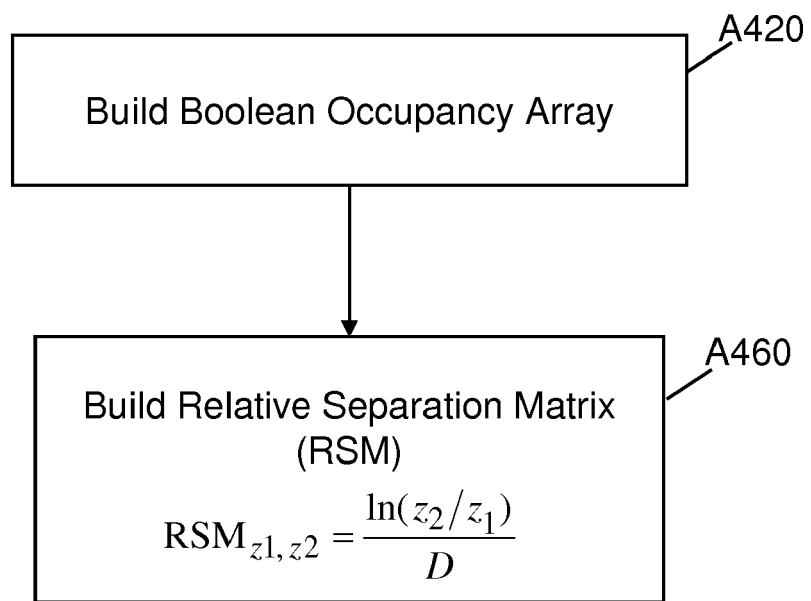 A420
Build Boolean Occupancy Array
A460
Build Relative Separation Matrix
(RSM)
RSM_{z1, z2} = ln(z_2/z_1) / D